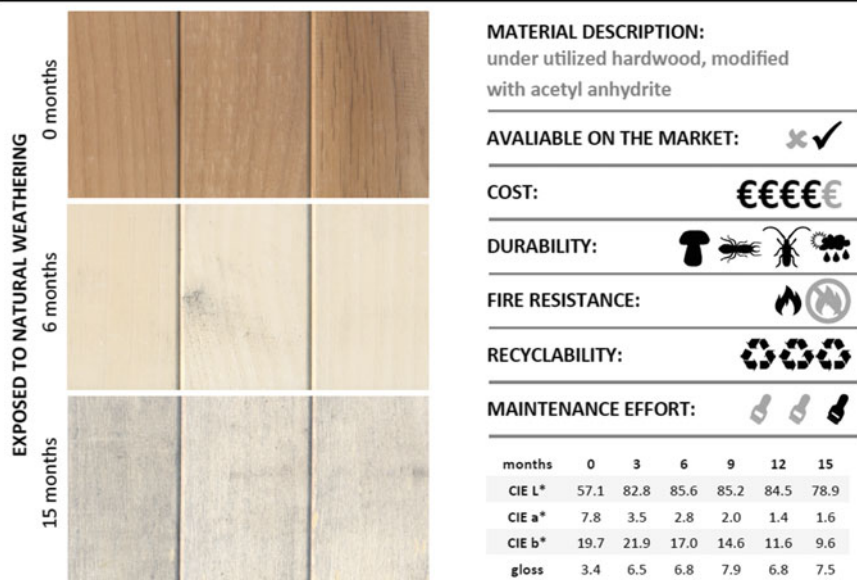 EXPOSED TO NATURAL WEATHERING
0 months
6 months
15 months
MATERIAL DESCRIPTION:
under utilized hardwood, modified
with acetyl anhydrite
AVALIABLE ON THE MARKET:
COST: €€€€€
DURABILITY:
FIRE RESISTANCE:
RECYCLABILITY:
MAINTENANCE EFFORT:
months 0 3 6 9 12 15
CIE L* 57.1 82.8 85.6 85.2 84.5 78.9
CIE a* 7.8 3.5 2.8 2.0 1.4 1.6
CIE b* 19.7 21.9 17.0 14.6 11.6 9.6
gloss 3.4 6.5 6.8 7.9 6.8 7.5